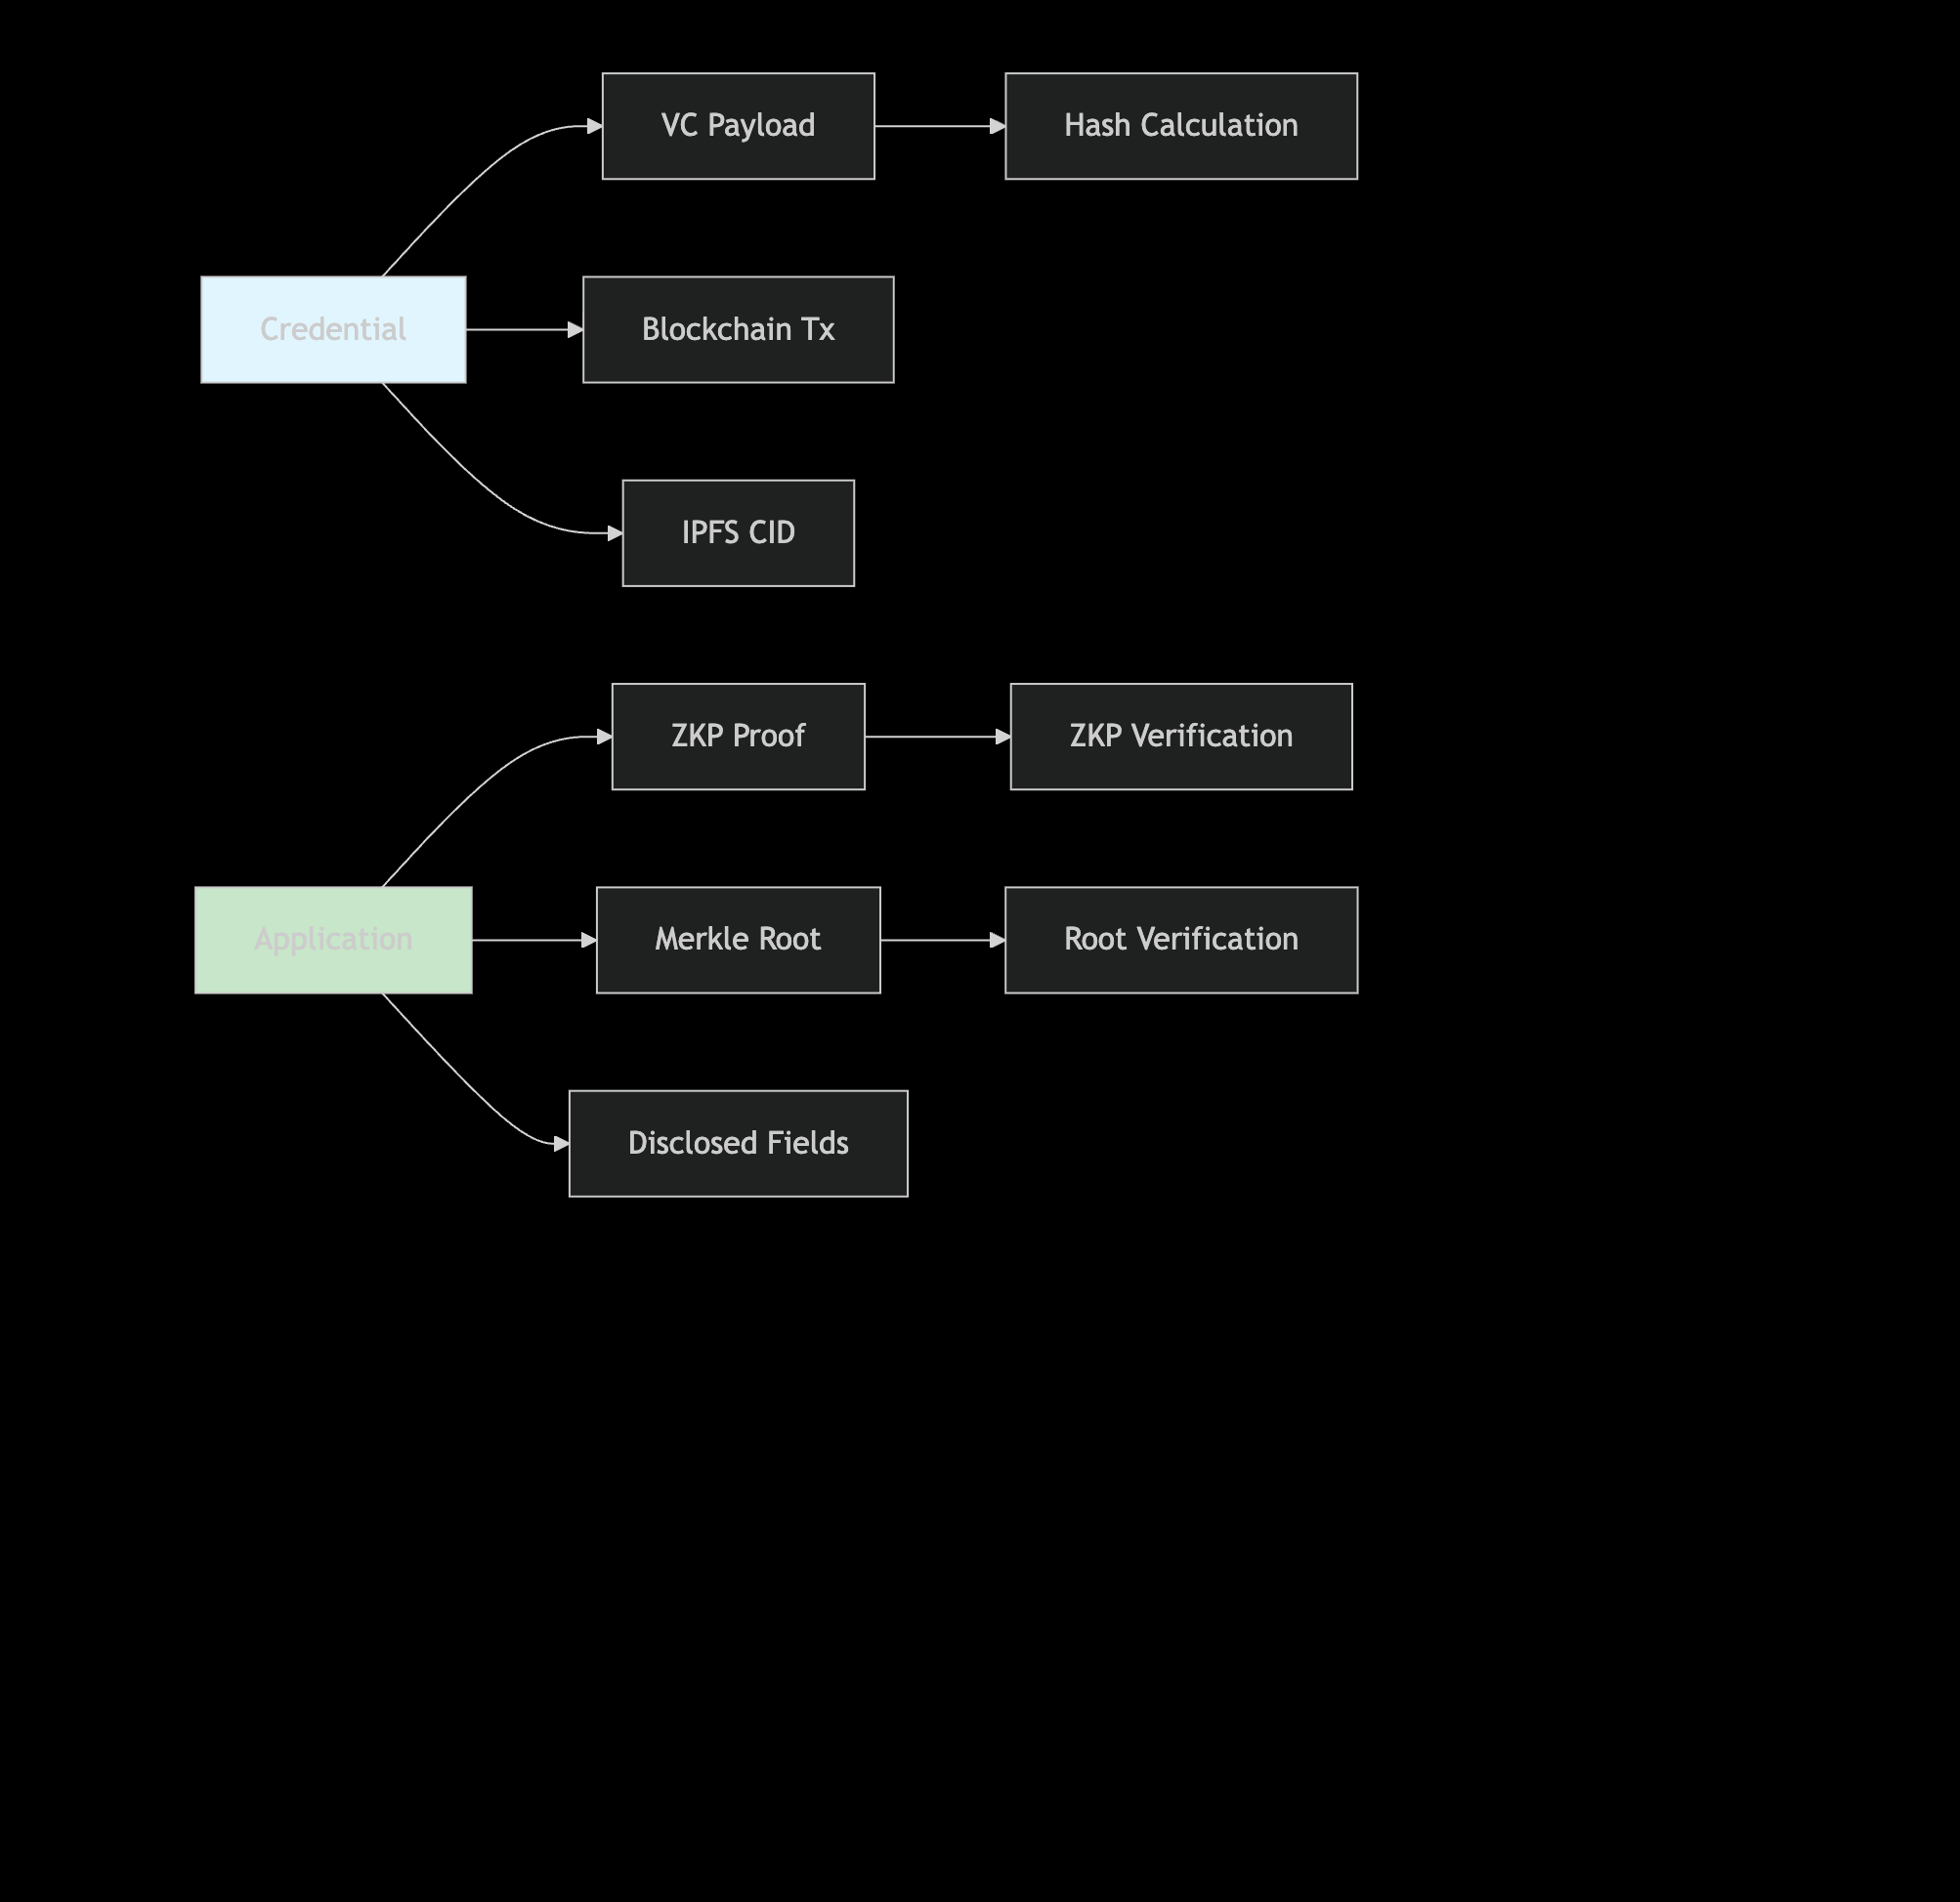 VC Payload
Hash Calculation
Credential
Blockchain Tx
IPFS CID
ZKP Proof
ZKP Verification
Application
Merkle Root
Root Verification
Disclosed Fields